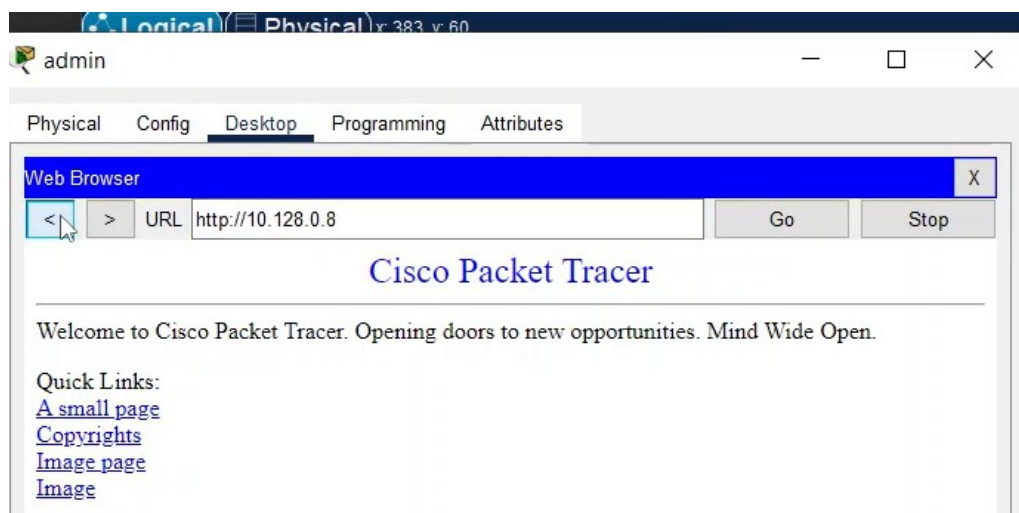 Logical Physical x: 383, y: 60
admin
Physical Config Desktop Programming Attributes
Web Browser X
< > URL http://10.128.0.8 Go Stop
Cisco Packet Tracer
Welcome to Cisco Packet Tracer. Opening doors to new opportunities. Mind Wide Open.
Quick Links:
A small page
Copyrights
Image page
Image